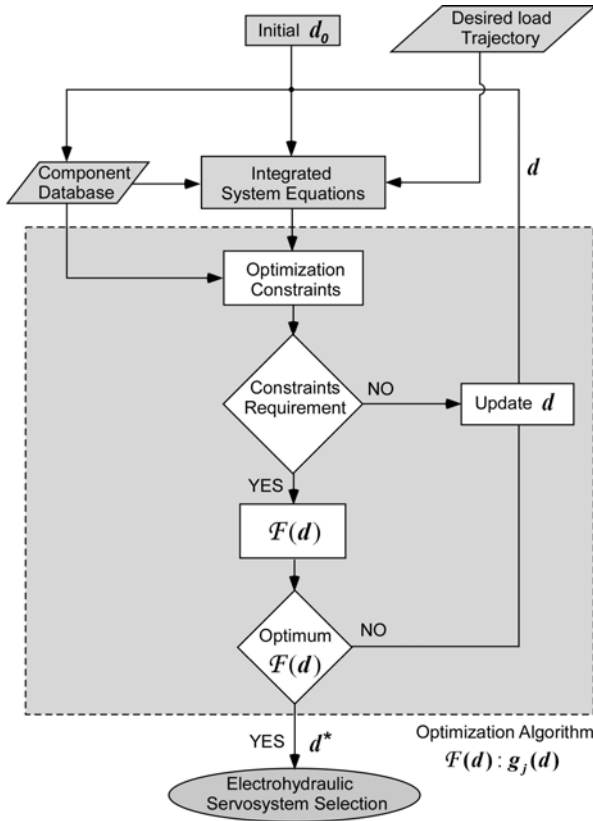 Initial d₀
Desired load
Trajectory
Component
Database
Integrated
System Equations
d
Optimization
Constraints
Constraints
Requirement
NO
Update d
YES
ℱ(d)
Optimum
ℱ(d)
NO
YES d*
Optimization Algorithm
ℱ(d) : gⱼ(d)
Electrohydraulic
Servosystem Selection